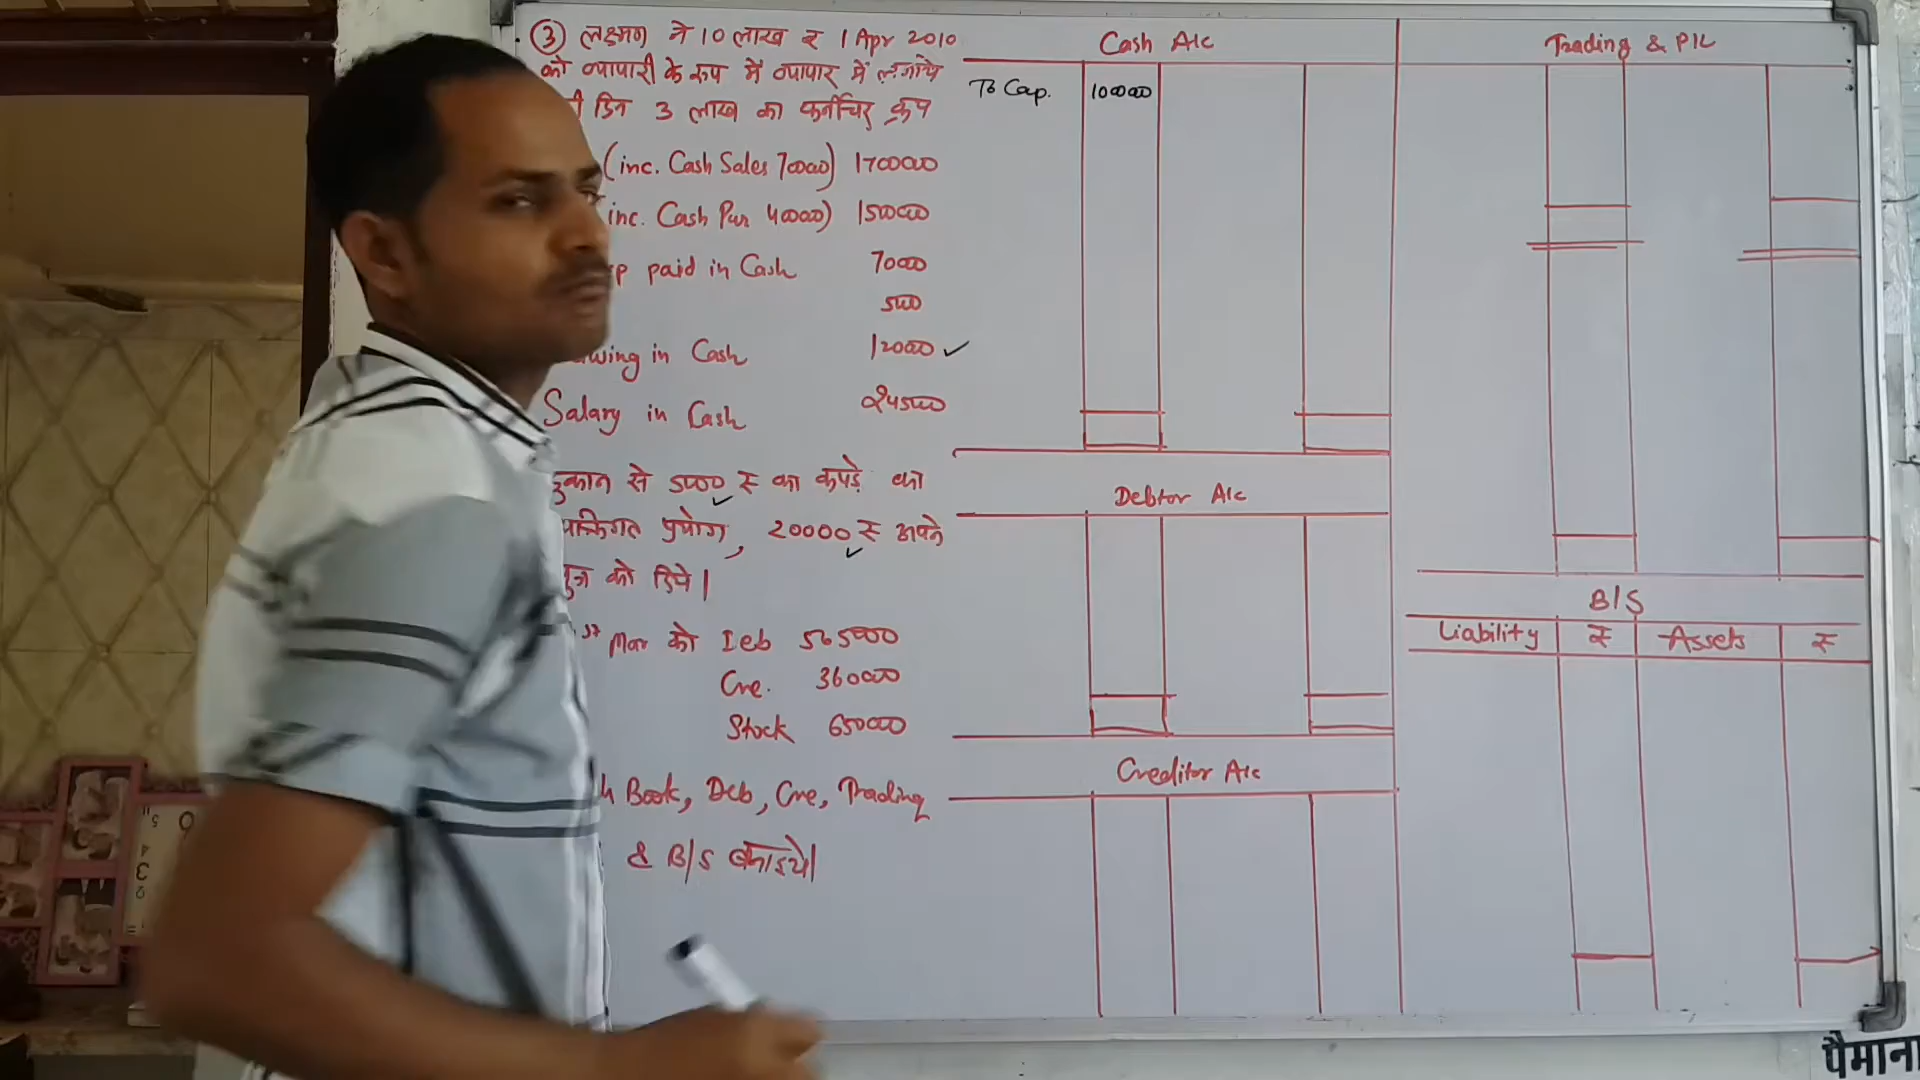 ③ लक्ष्मण ने 10 लाख ₹ 1 Apr 2010
को व्यापारी के रूप में व्यापार में लगाये
दिन 3 लाख का फर्नीचर क्रय
(inc. Cash Sales 70000) 1700000
inc. Cash Pur 40000) 150000
paid in Cash 7000
500
in Cash 12000 ✓
Salary in Cash 24500
दुकान से 5000 ₹ का कपड़े का
प्रयोग, 20000 ₹ अपने
पुत्र को दिये।
Mar को Deb 565000
Cre. 360000
Stock 650000
Book, Deb, Cre, Trading
& B/S बनाइये।
Cash A/c
To Cap. 100000
Debtor A/c
Creditor A/c
Trading & P/L
B/S
Liability ₹ Assets ₹
पैमाना